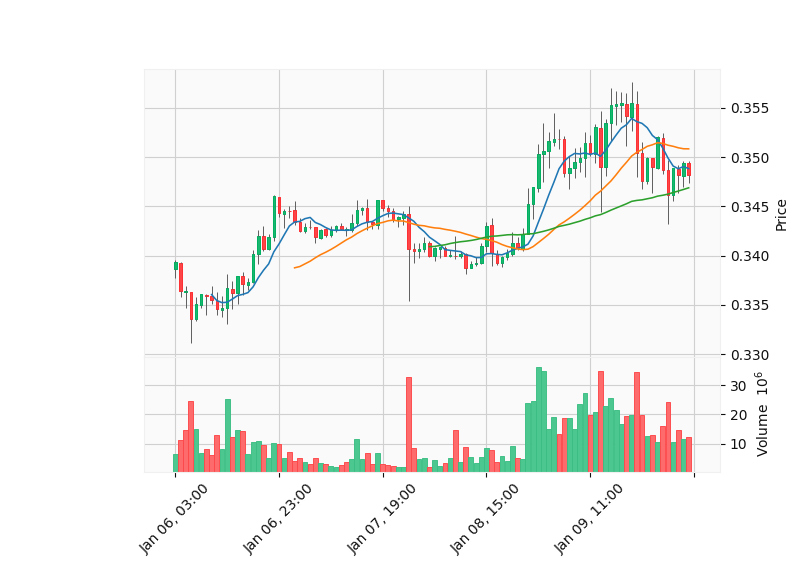 0.355
0.350
0.345
0.340
0.335
0.330
Price
30
20
10
Volume 10^6
Jan 06, 03:00
Jan 06, 23:00
Jan 07, 19:00
Jan 08, 15:00
Jan 09, 11:00